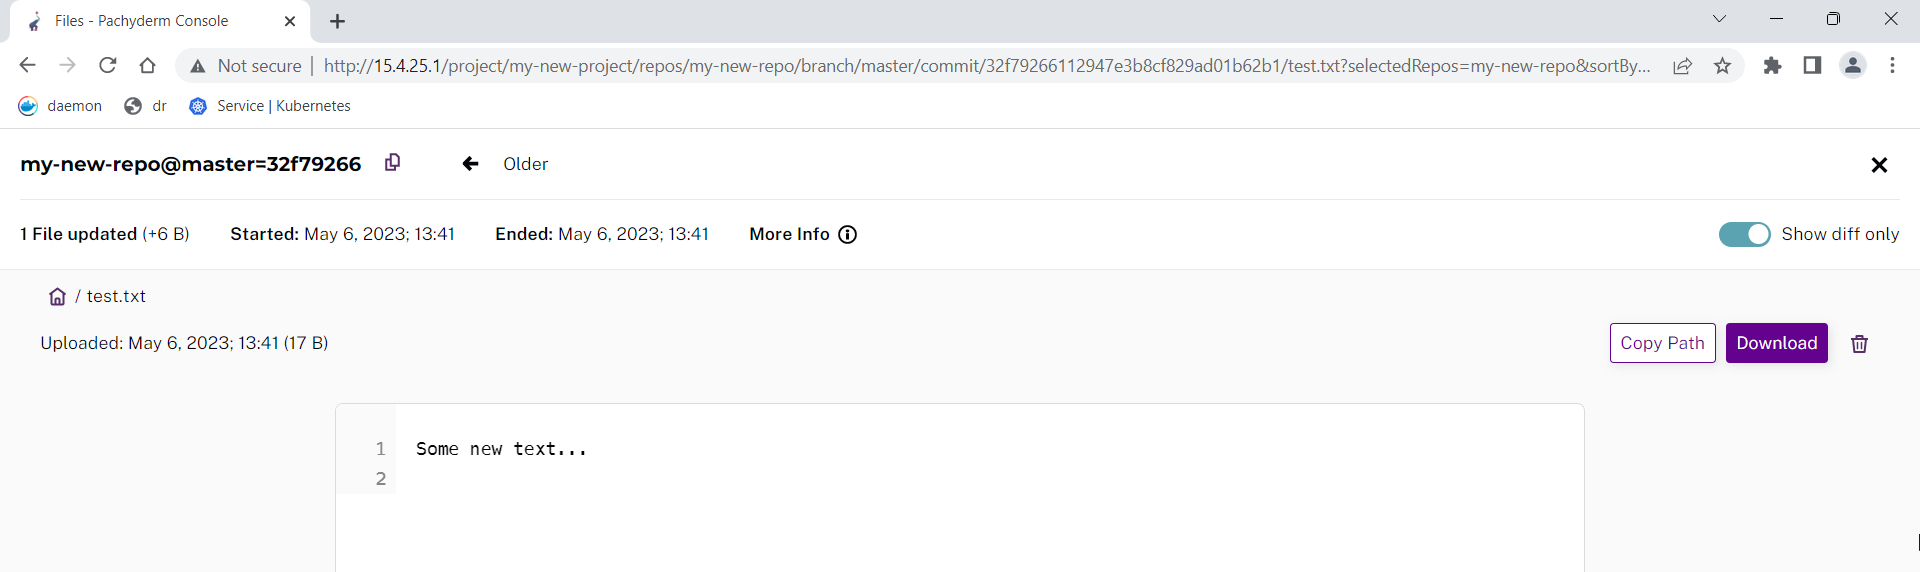 Files - Pachyderm Console
Not secure | http://15.4.25.1/project/my-new-project/repos/my-new-repo/branch/master/commit/32f79266112947e3b8cf829ad01b62b1/test.txt?selectedRepos=my-new-repo&sortBy...
daemon dr Service | Kubernetes
my-new-repo@master=32f79266 Older
1 File updated (+6 B) Started: May 6, 2023; 13:41 Ended: May 6, 2023; 13:41 More Info Show diff only
/ test.txt
Uploaded: May 6, 2023; 13:41 (17 B) Copy Path Download
1 Some new text...
2